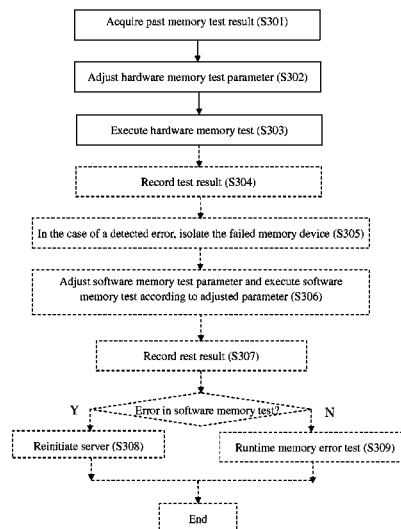 Acquire past memory test result (S301)
Adjust hardware memory test parameter (S302)
Execute hardware memory test (S303)
Record test result (S304)
In the case of a detected error, isolate the failed memory device (S305)
Adjust software memory test parameter and execute software
memory test according to adjusted parameter (S306)
Record rest result (S307)
Y
Error in software memory test?
N
Reinitiate server (S308)
Runtime memory error test (S309)
End